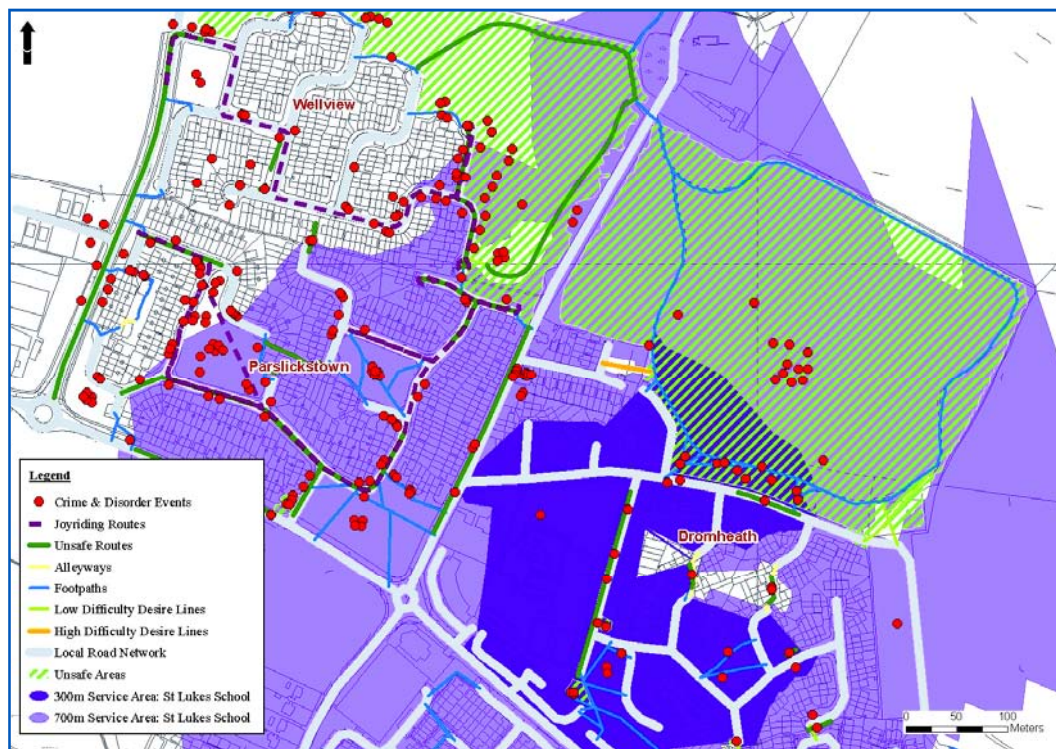 Wellview
Parslickstown
Dromheath
Legend
Crime & Disorder Events
Joyriding Routes
Unsafe Routes
Alleyways
Footpaths
Low Difficulty Desire Lines
High Difficulty Desire Lines
Local Road Network
Unsafe Areas
300m Service Area: St Lukes School
700m Service Area: St Lukes School
0 50 100
Meters